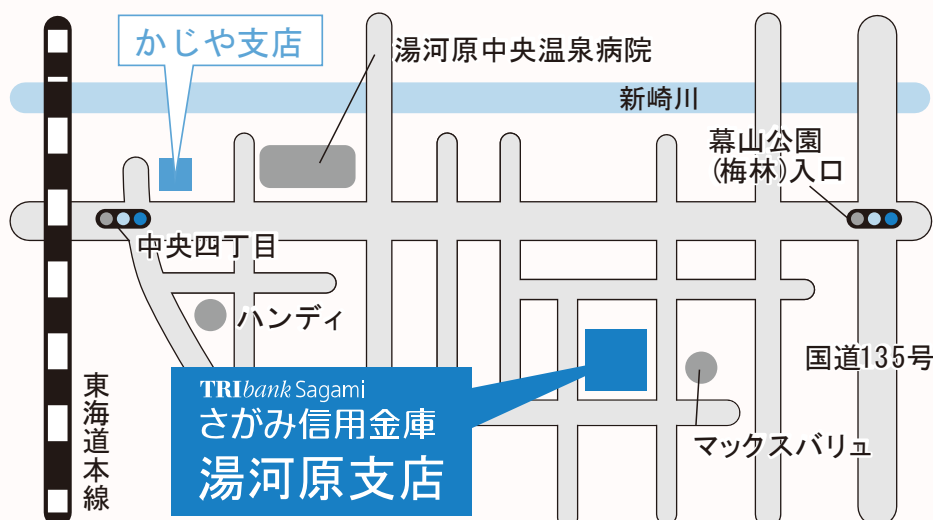 かじや支店
湯河原中央温泉病院
新崎川
幕山公園
(梅林)入口
中央四丁目
ハンディ
国道135号
東海道本線
TRIbank Sagami
さがみ信用金庫
湯河原支店
マックスバリュ